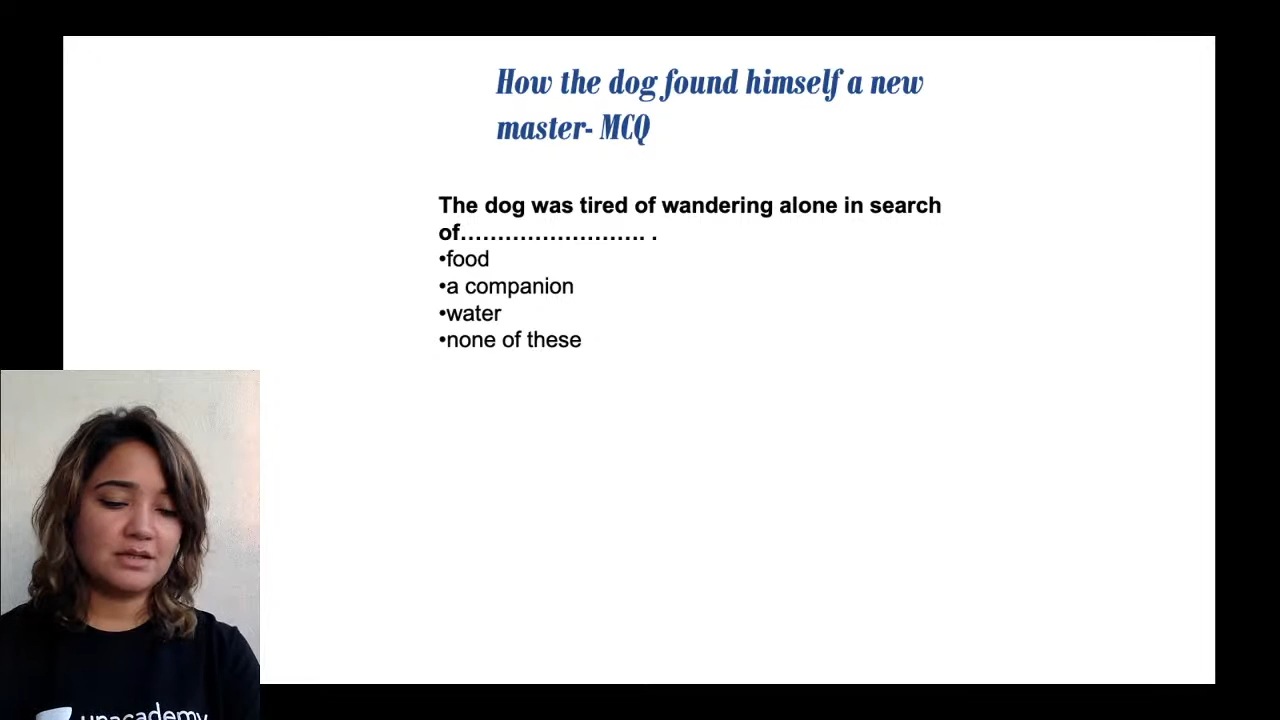 How the dog found himself a new
master- MCQ
The dog was tired of wandering alone in search
of……………………. .
•food
•a companion
•water
•none of these
unacademy